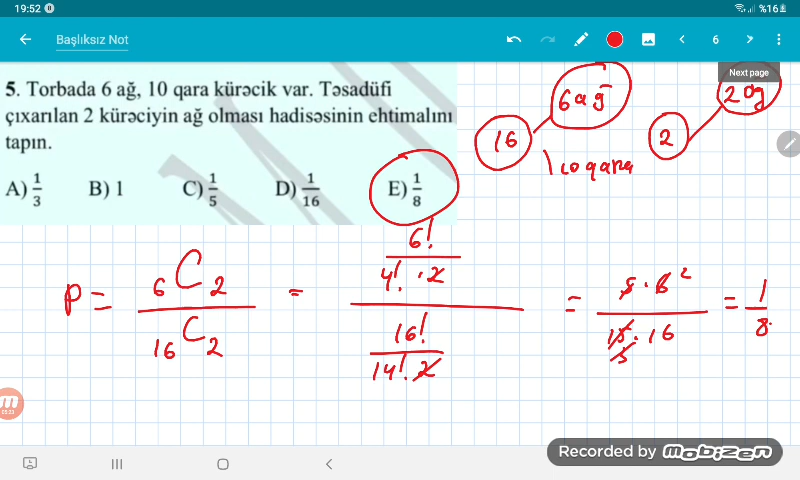 19:52
%16
Başlıksız Not
6
Next page
5. Torbada 6 ağ, 10 qara kürəcik var. Təsadüfi
çıxarılan 2 kürəciyin ağ olması hadisəsinin ehtimalını
tapın.
A) 1/3 B) 1 C) 1/5 D) 1/16 E) 1/8
16 6 ağ 10 qara
2 2 ağ
P = 6C2 / 16C2 = (6! / 4! · 2) / (16! / 14! · 2) = 5 · 6 2 / 15 3 · 16 = 1/8
Recorded by mobizen